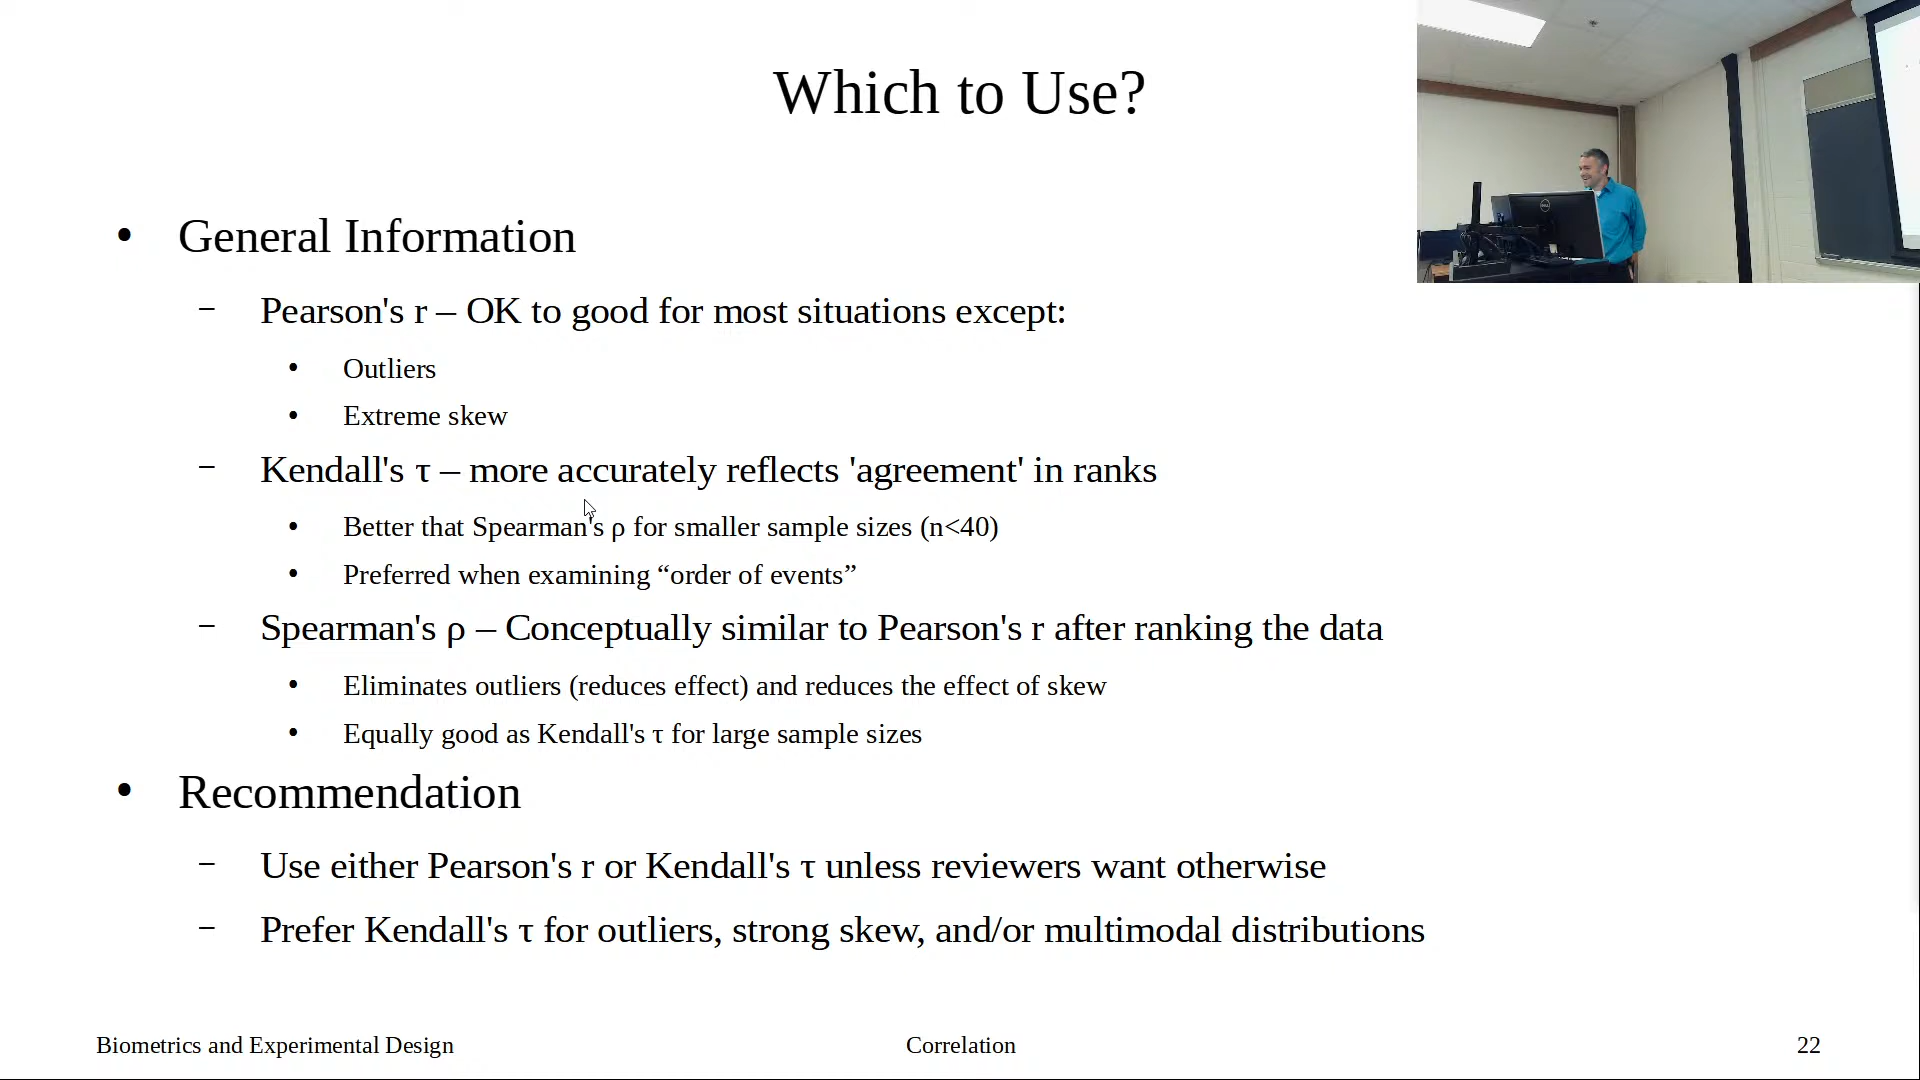 Which to Use?
• General Information
– Pearson's r – OK to good for most situations except:
• Outliers
• Extreme skew
– Kendall's τ – more accurately reflects 'agreement' in ranks
• Better that Spearman's ρ for smaller sample sizes (n<40)
• Preferred when examining “order of events”
– Spearman's ρ – Conceptually similar to Pearson's r after ranking the data
• Eliminates outliers (reduces effect) and reduces the effect of skew
• Equally good as Kendall's τ for large sample sizes
• Recommendation
– Use either Pearson's r or Kendall's τ unless reviewers want otherwise
– Prefer Kendall's τ for outliers, strong skew, and/or multimodal distributions
Biometrics and Experimental Design
Correlation
22